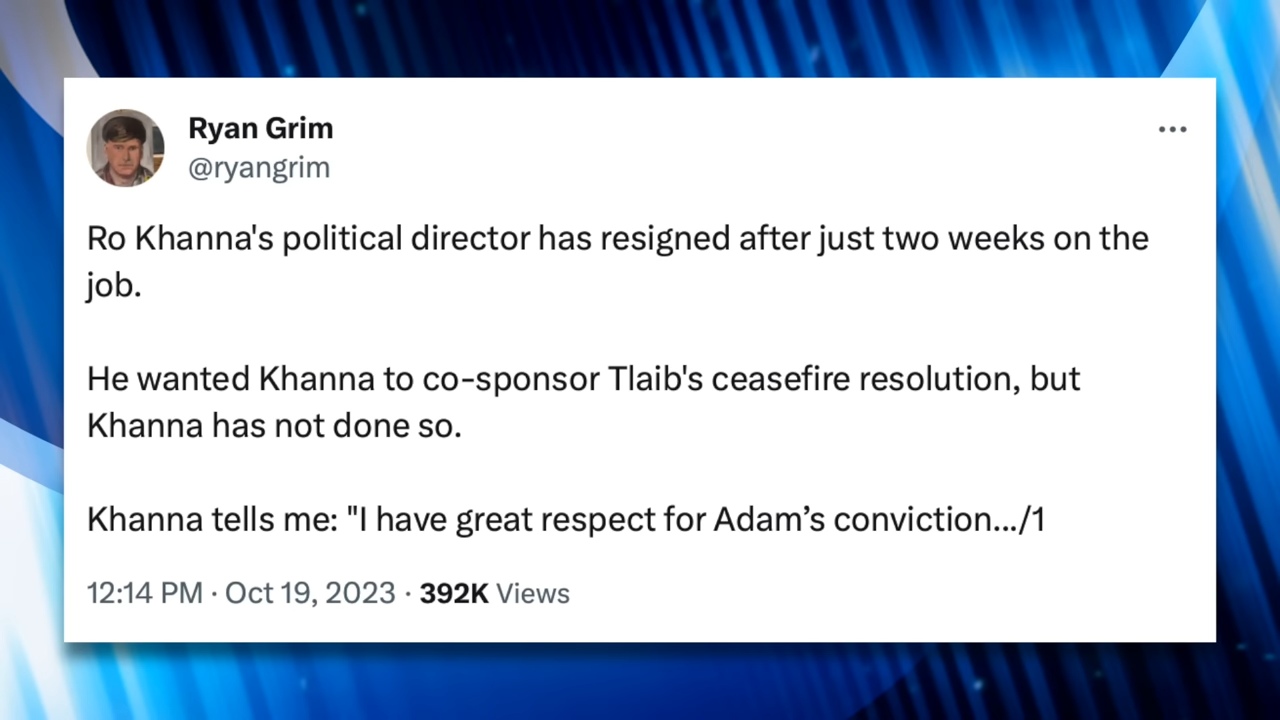 Ryan Grim
@ryangrim
Ro Khanna's political director has resigned after just two weeks on the
job.
He wanted Khanna to co-sponsor Tlaib's ceasefire resolution, but
Khanna has not done so.
Khanna tells me: "I have great respect for Adam’s conviction.../1
12:14 PM · Oct 19, 2023 · 392K Views